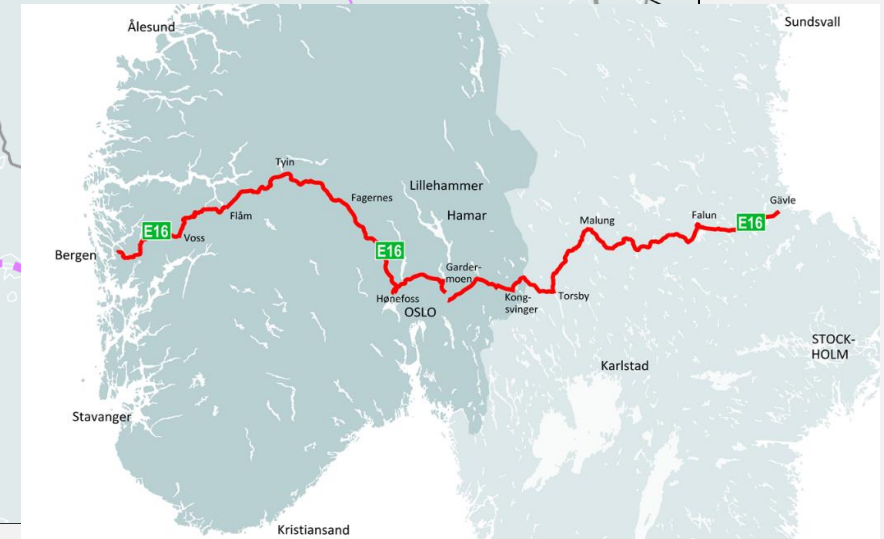 Ålesund
Sundsvall
Tyin
Lillehammer
Fagernes
Hamar
Gävle
Flåm
Malung
Falun
E16
E16
E16
Voss
Bergen
Garder-
moen
Hønefoss
Kong-
svinger
Torsby
OSLO
STOCK-
HOLM
Karlstad
Stavanger
Kristiansand